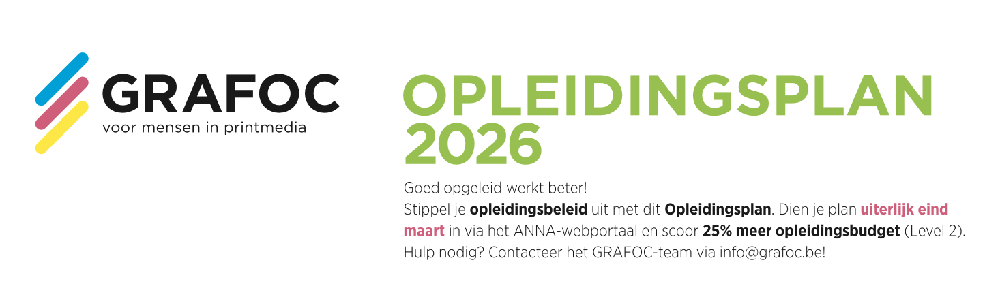 GRAFOC
voor mensen in printmedia
OPLEIDINGSPLAN
2026
Goed opgeleid werkt beter!
Stippel je opleidingsbeleid uit met dit Opleidingsplan. Dien je plan uiterlijk eind
maart in via het ANNA-webportaal en scoor 25% meer opleidingsbudget (Level 2).
Hulp nodig? Contacteer het GRAFOC-team via info@grafoc.be!